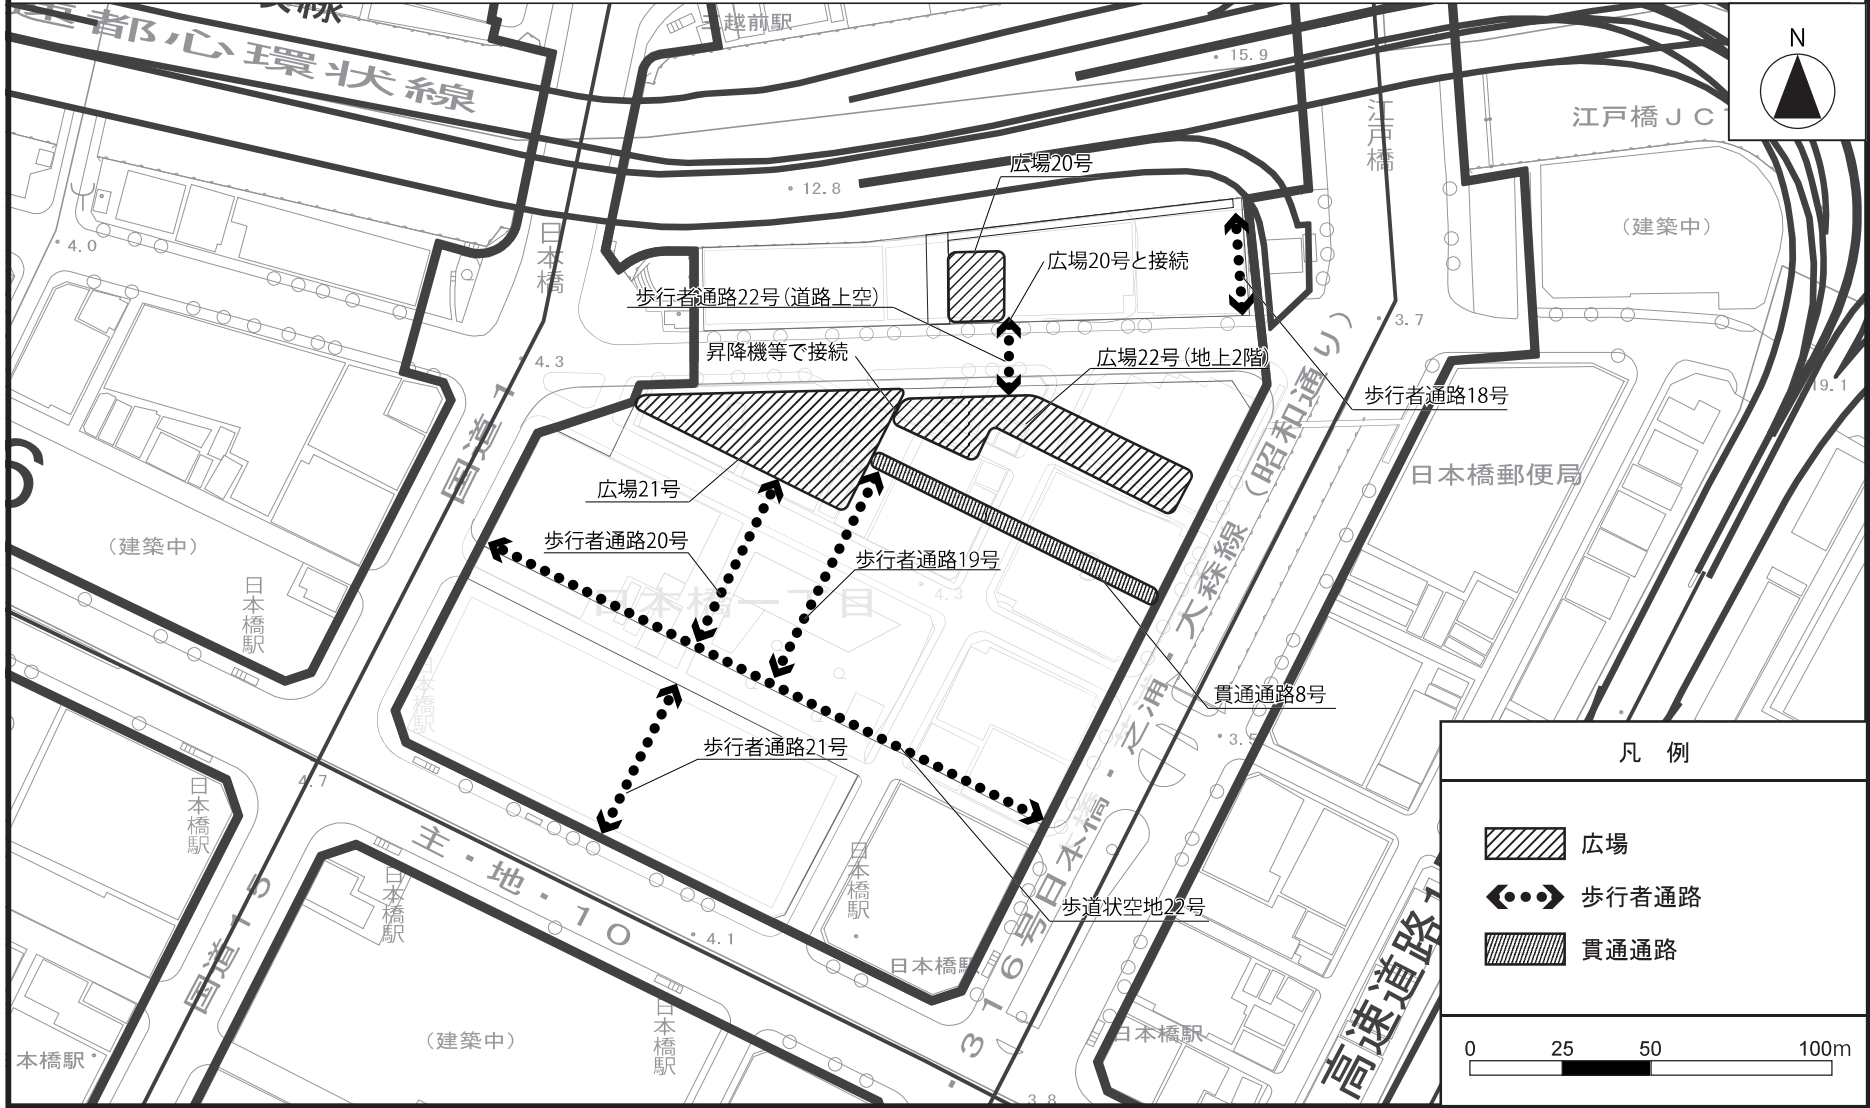 都心環状線
三越前駅
15.9
N
江戸橋
江戸橋JC
12.8
広場20号
4.0
日本橋
(建築中)
広場20号と接続
歩行者通路22号(道路上空)
3.7
昇降機等で接続
広場22号(地上2階)
4.3
歩行者通路18号
19.1
国道1
広場21号
日本橋郵便局
6
(建築中)
歩行者通路20号
歩行者通路19号
日本橋駅
日本橋一丁目
4.3
・316号日本橋・芝浦・大森線(昭和通り)
日本橋駅
貫通通路8号
歩行者通路21号
3.5
4.7
日本橋駅
主・地・10
日本橋駅
日本橋駅
国道15
歩道状空地22号
4.1
日本橋駅
(建築中)
日本橋駅
日本橋駅
本橋駅
3.8
高速道路1
凡 例
広場
歩行者通路
貫通通路
0 25 50 100m